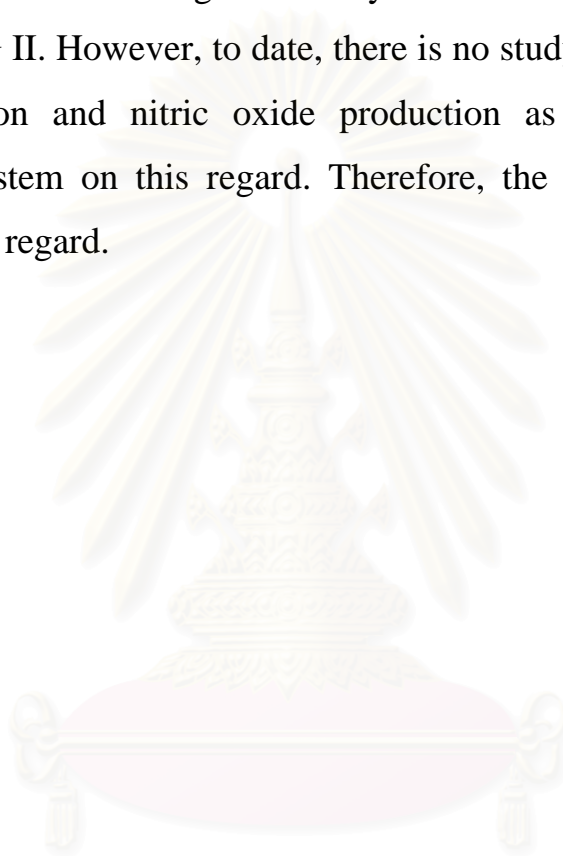 II. However, to date, there is no stud
on and nitric oxide production as
stem on this regard. Therefore, the
regard.